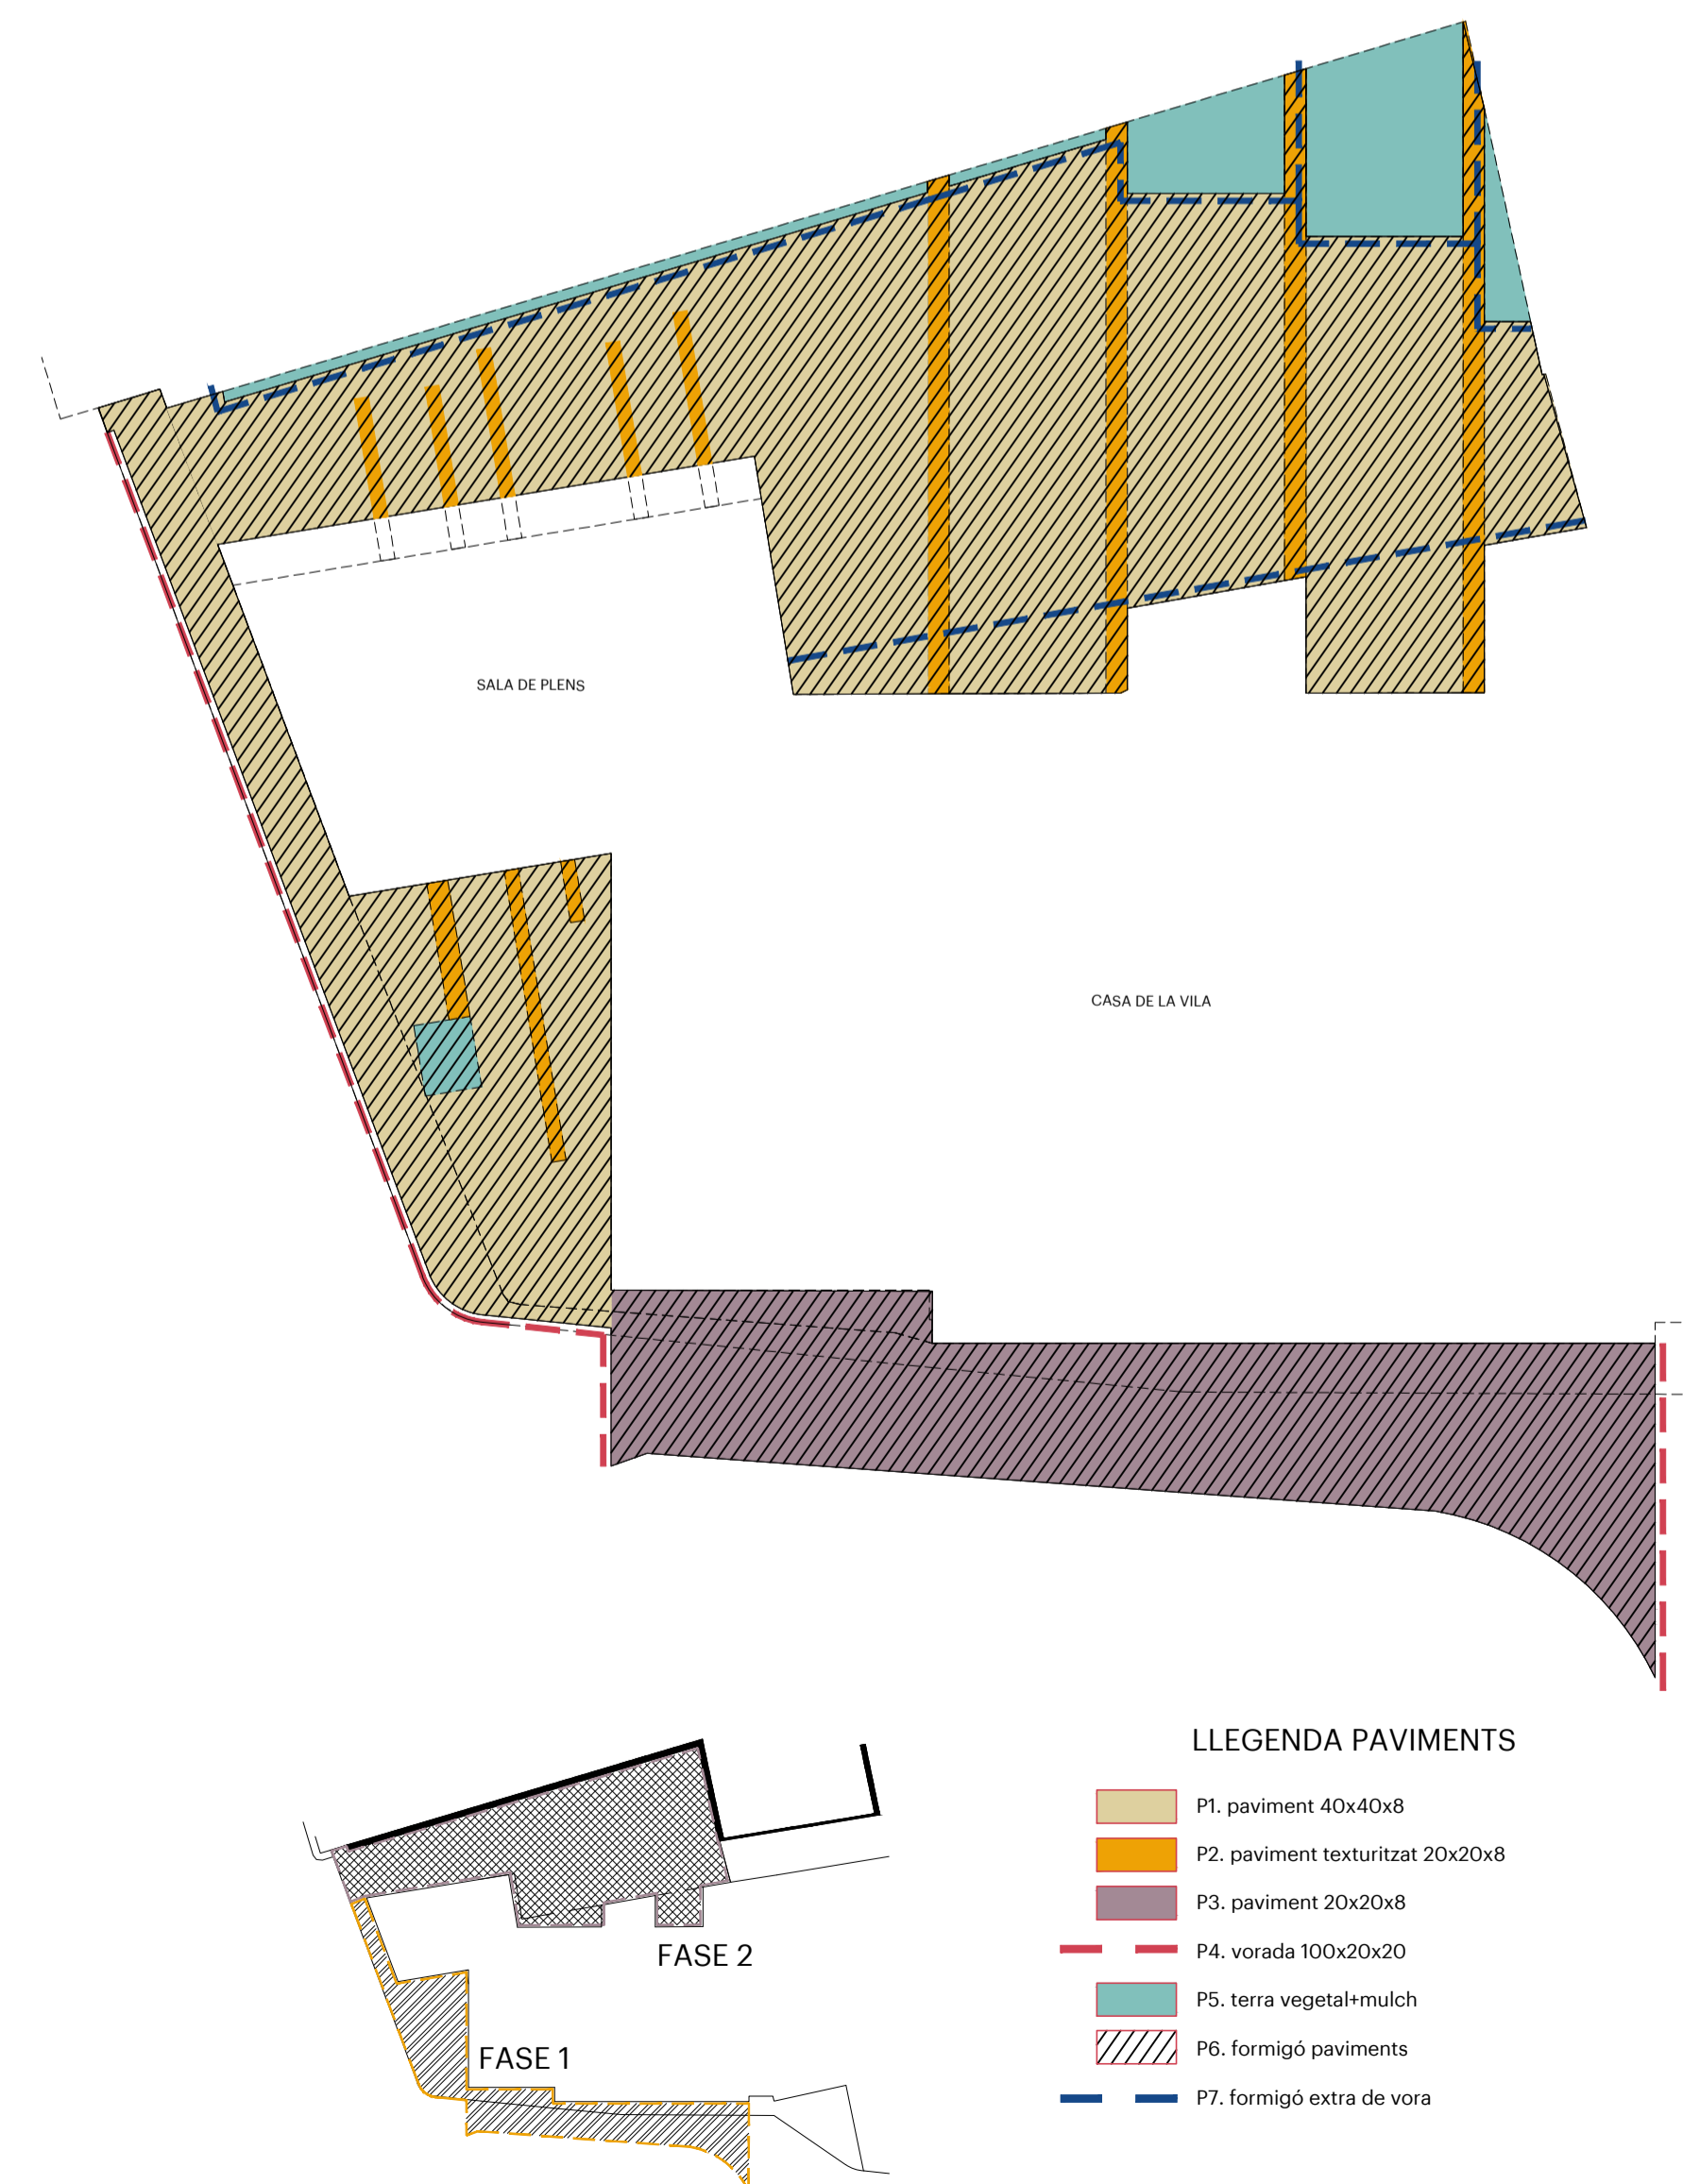 SALA DE PLENS
CASA DE LA VILA
LLEGENDA PAVIMENTS
P1. paviment 40x40x8
P2. paviment texturitzat 20x20x8
P3. paviment 20x20x8
P4. vorada 100x20x20
P5. terra vegetal+mulch
P6. formigó paviments
P7. formigó extra de vora
FASE 2
FASE 1